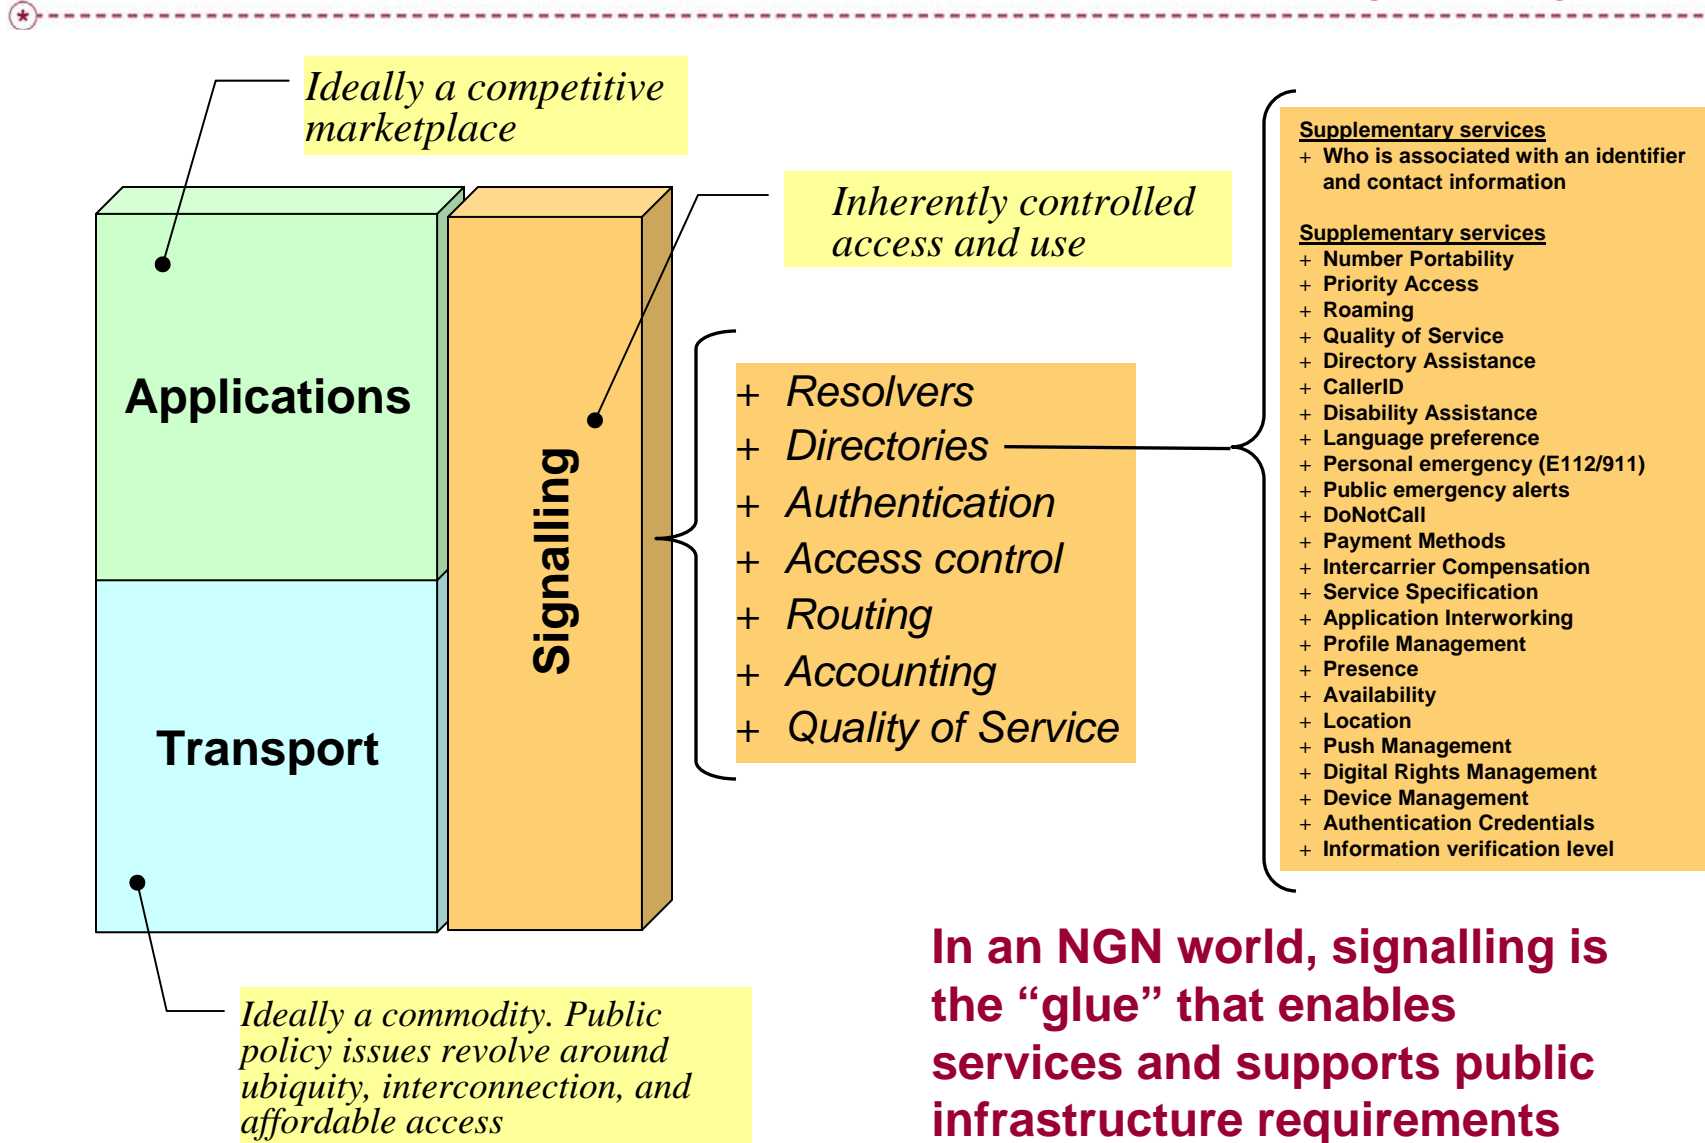 Ideally a competitive
marketplace
Inherently controlled
access and use
Applications
Transport
Signalling
+ Resolvers
+ Directories
+ Authentication
+ Access control
+ Routing
+ Accounting
+ Quality of Service
Supplementary services
+ Who is associated with an identifier
and contact information
Supplementary services
+ Number Portability
+ Priority Access
+ Roaming
+ Quality of Service
+ Directory Assistance
+ CallerID
+ Disability Assistance
+ Language preference
+ Personal emergency (E112/911)
+ Public emergency alerts
+ DoNotCall
+ Payment Methods
+ Intercarrier Compensation
+ Service Specification
+ Application Interworking
+ Profile Management
+ Presence
+ Availability
+ Location
+ Push Management
+ Digital Rights Management
+ Device Management
+ Authentication Credentials
+ Information verification level
Ideally a commodity. Public
policy issues revolve around
ubiquity, interconnection, and
affordable access
In an NGN world, signalling is
the “glue” that enables
services and supports public
infrastructure requirements